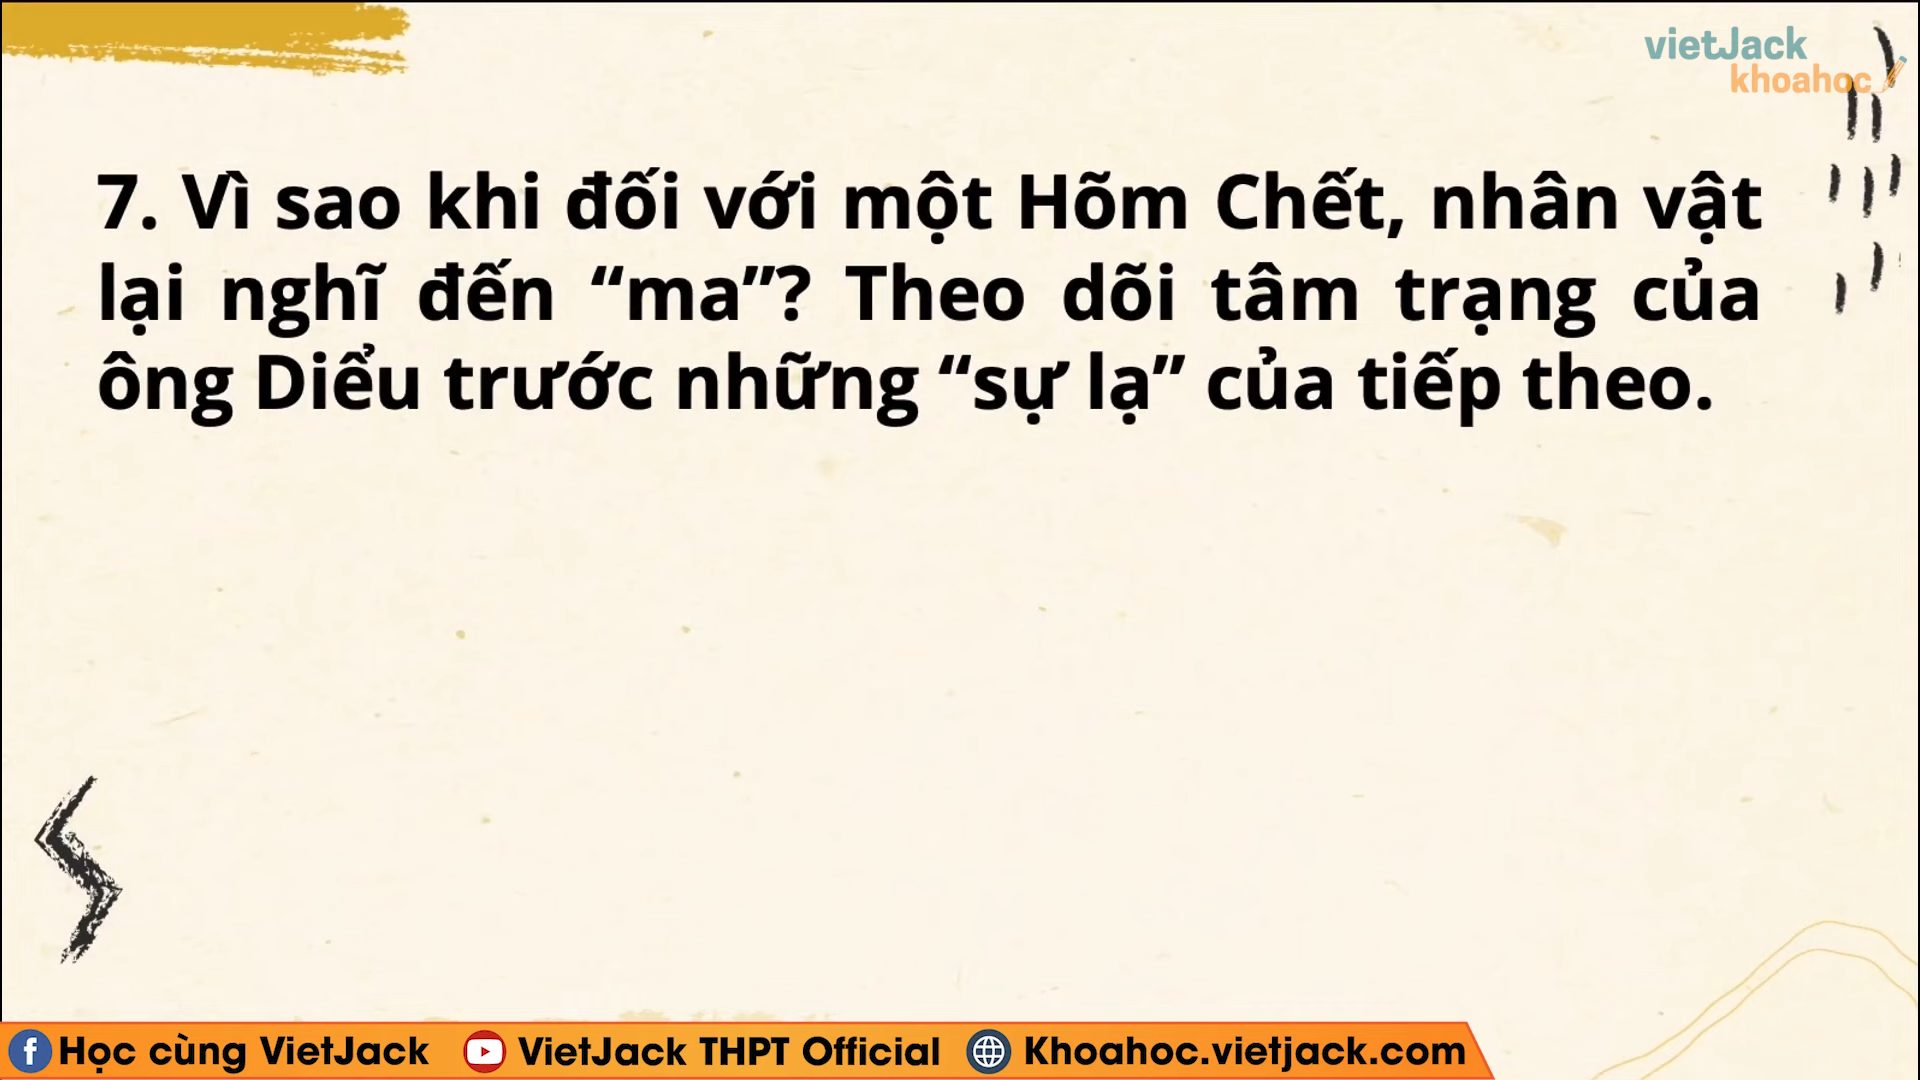 vietJack
khoahoc
7. Vì sao khi đối với một Hõm Chết, nhân vật
lại nghĩ đến “ma”? Theo dõi tâm trạng của
ông Diểu trước những “sự lạ” của tiếp theo.
Học cùng VietJack VietJack THPT Official Khoahoc.vietjack.com